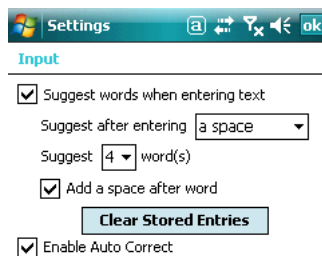 Settings a ok
Input
Suggest words when entering text
Suggest after entering a space
Suggest 4 word(s)
Add a space after word
Clear Stored Entries
Enable Auto Correct